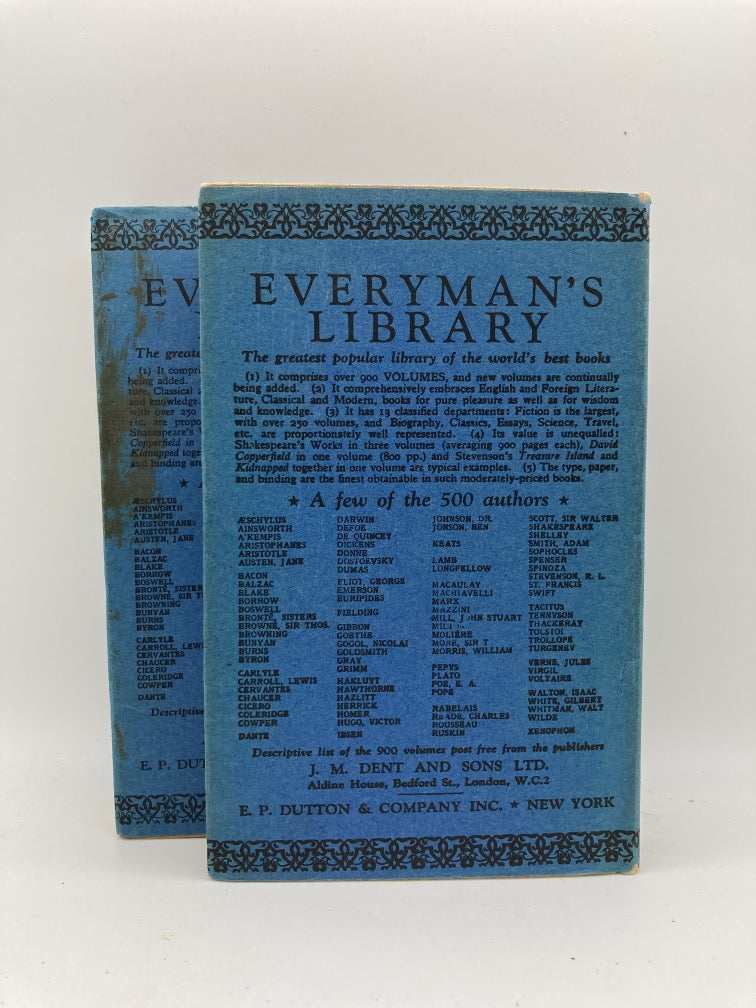 EVERYMAN'S
LIBRARY
The greatest popular library of the world's best books
(1) It comprises over 900 VOLUMES, and new volumes are continually
being added. (2) It comprehensively embraces English and Foreign Litera-
ture, Classical and Modern, books for pure pleasure as well as for wisdom
and knowledge. (3) It has 13 classified departments: Fiction is the largest,
with over 250 volumes, and Biography, Classics, Essays, Science, Travel,
etc. are proportionately well represented. (4) Its value is unequalled:
Shakespeare's Works in three volumes (averaging 900 pages each), David
Copperfield in one volume (800 pp.) and Stevenson's Treasure Island and
Kidnapped together in one volume are typical examples. (5) The type, paper,
and binding are the finest obtainable in such moderately-priced books.
★ A few of the 500 authors ★
ÆSCHYLUS
AINSWORTH
A'KEMPIS
ARISTOPHANES
ARISTOTLE
AUSTEN, JANE
BACON
BALZAC
BLAKE
BORROW
BOSWELL
BRONTË, SISTERS
BROWNE, SIR THOS.
BROWNING
BUNYAN
BURNS
BYRON
CARLYLE
CARROLL, LEWIS
CERVANTES
CHAUCER
CICERO
COLERIDGE
COWPER
DANTE
DARWIN
DEFOE
DE QUINCEY
DICKENS
DONNE
DOSTOEVSKY
DUMAS
ELIOT, GEORGE
EMERSON
EURIPIDES
FIELDING
GIBBON
GOETHE
GOGOL, NICOLAI
GOLDSMITH
GRAY
GRIMM
HAKLUYT
HAWTHORNE
HAZLITT
HERRICK
HOMER
HUGO, VICTOR
IBSEN
JOHNSON, DR.
JONSON, BEN
KEATS
LAMB
LONGFELLOW
MACAULAY
MACHIAVELLI
MARX
MAZZINI
MILL, JOHN STUART
MOLIÈRE
MORE, SIR T
MORRIS, WILLIAM
PEPYS
PLATO
POE, E. A.
POPE
RABELAIS
READE, CHARLES
ROUSSEAU
RUSKIN
SCOTT, SIR WALTER
SHAKESPEARE
SHELLEY
SMITH, ADAM
SOPHOCLES
SPENSER
SPINOZA
STEVENSON, R. L.
ST. FRANCIS
SWIFT
TACITUS
TENNYSON
THACKERAY
TOLSTOI
TROLLOPE
TURGENEV
VERNE, JULES
VIRGIL
VOLTAIRE
WALTON, ISAAC
WHITE, GILBERT
WHITMAN, WALT
WILDE
XENOPHON
Descriptive list of the 900 volumes post free from the publishers
J. M. DENT AND SONS LTD.
Aldine House, Bedford St., London, W.C.2
E. P. DUTTON & COMPANY INC. ★ NEW YORK